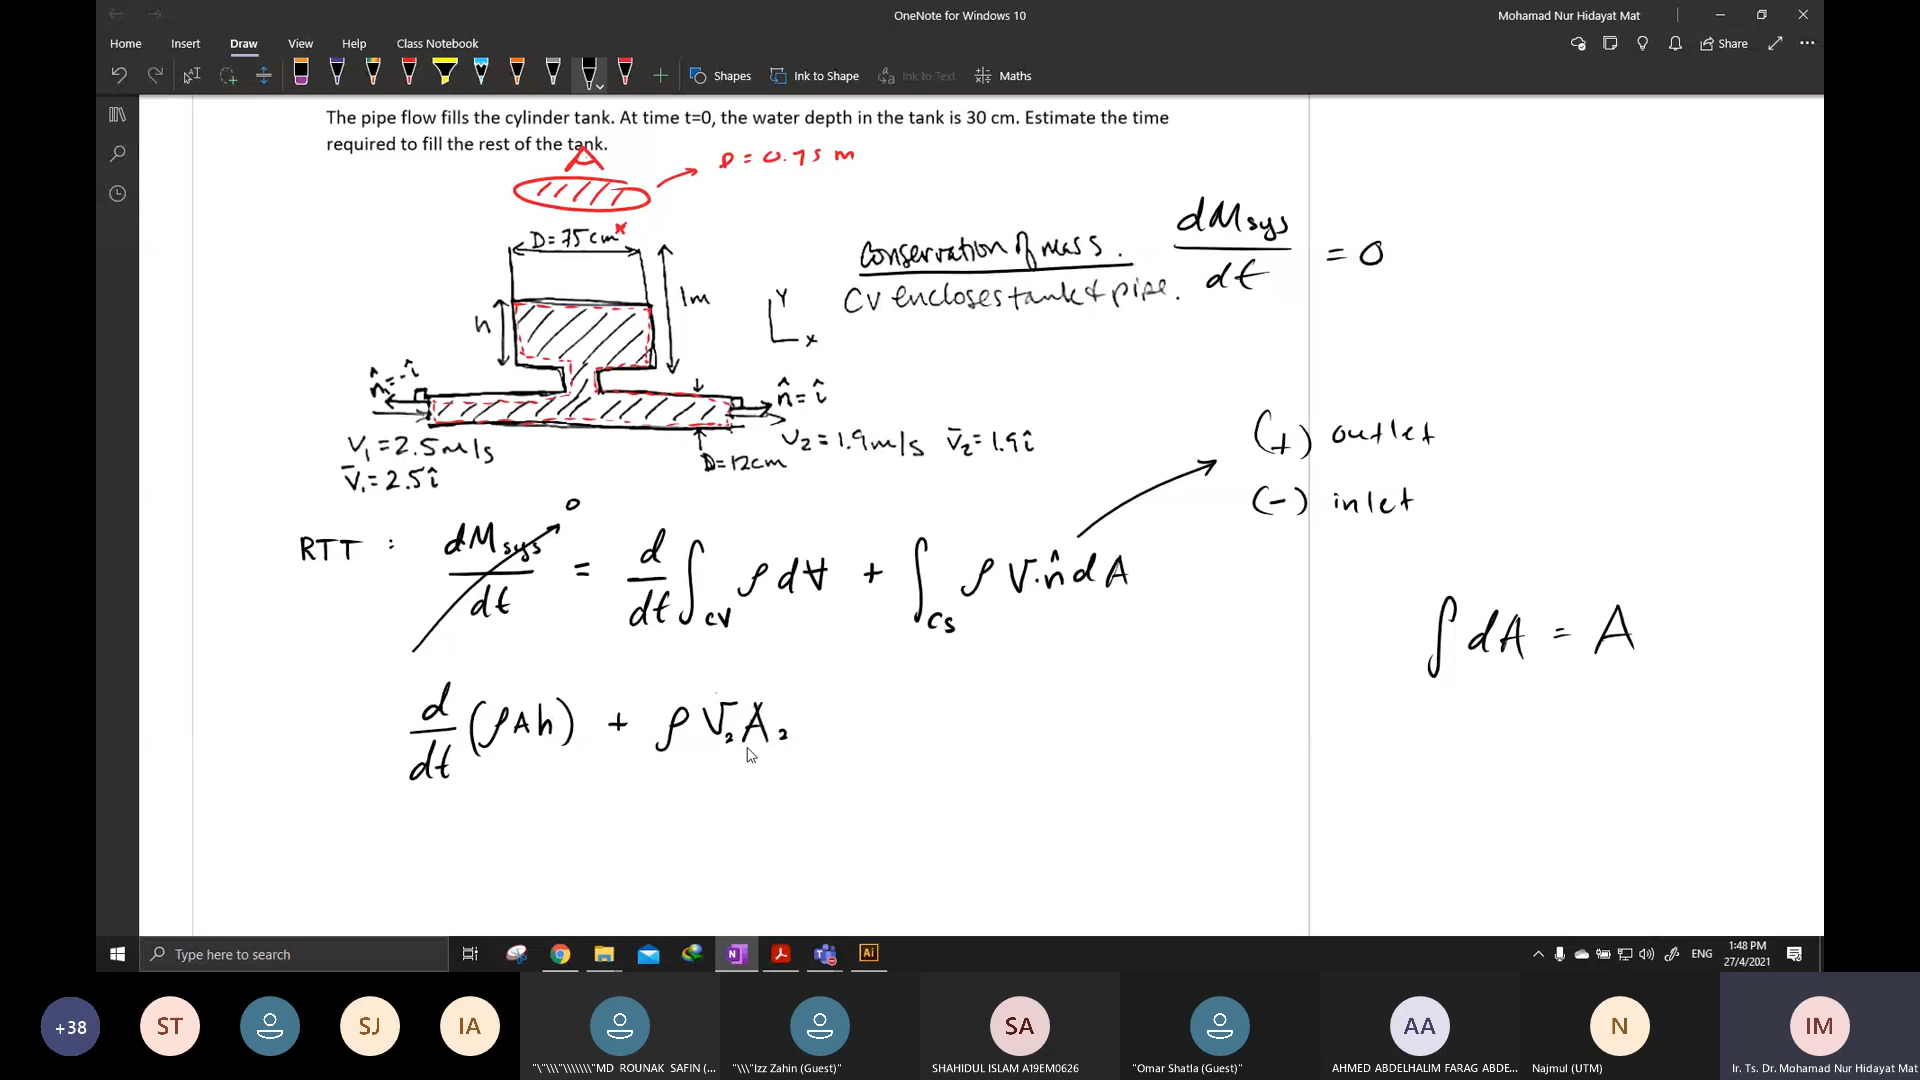 OneNote for Windows 10
Mohamad Nur Hidayat Mat
Home Insert Draw View Help Class Notebook
Share
Shapes Ink to Shape Ink to Text Maths
The pipe flow fills the cylinder tank. At time t=0, the water depth in the tank is 30 cm. Estimate the time
required to fill the rest of the tank.
A
D = 0.75 m
D=75cm
1m
h
Y
x
Conservation of mass.
CV encloses tank & pipe.
dMsys
dt
= 0
n̂=-î
n̂=î
V₁=2.5m/s
V̄₁=2.5î
V₂=1.9m/s V̄₂=1.9î
D=12cm
(+) outlet
(-) inlet
RTT : dMsys/dt = d/dt ∫cv ρ d∀ + ∫cs ρ V·n̂ dA
0
∫dA = A
d/dt (ρAh) + ρV₂A₂
Type here to search
ENG
1:48 PM
27/4/2021
+38 ST SJ IA SA AA N IM
"\"\\\"\\\\\\\"MD ROUNAK SAFIN (...
"\\\"Izz Zahin (Guest)"
SHAHIDUL ISLAM A19EM0626
"Omar Shatla (Guest)"
AHMED ABDELHALIM FARAG ABDE...
Najmul (UTM)
Ir. Ts. Dr. Mohamad Nur Hidayat Mat